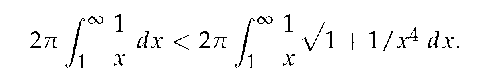 2π ∫₁^∞ 1/x dx < 2π ∫₁^∞ 1/x √1 + 1/x⁴ dx.